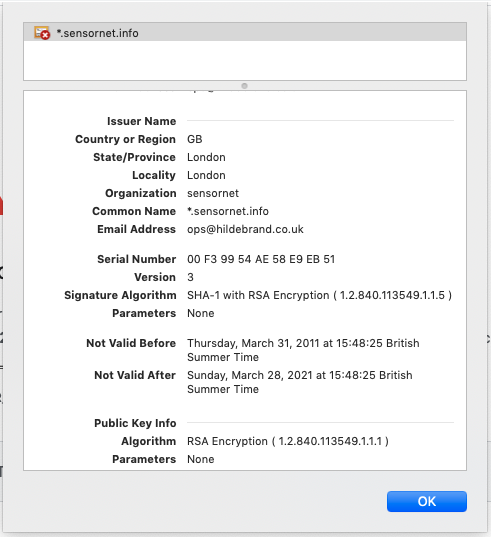 *.sensornet.info
Issuer Name
Country or Region GB
State/Province London
Locality London
Organization sensornet
Common Name *.sensornet.info
Email Address ops@hildebrand.co.uk
Serial Number 00 F3 99 54 AE 58 E9 EB 51
Version 3
Signature Algorithm SHA-1 with RSA Encryption ( 1.2.840.113549.1.1.5 )
Parameters None
Not Valid Before Thursday, March 31, 2011 at 15:48:25 British
Summer Time
Not Valid After Sunday, March 28, 2021 at 15:48:25 British
Summer Time
Public Key Info
Algorithm RSA Encryption ( 1.2.840.113549.1.1.1 )
Parameters None
OK